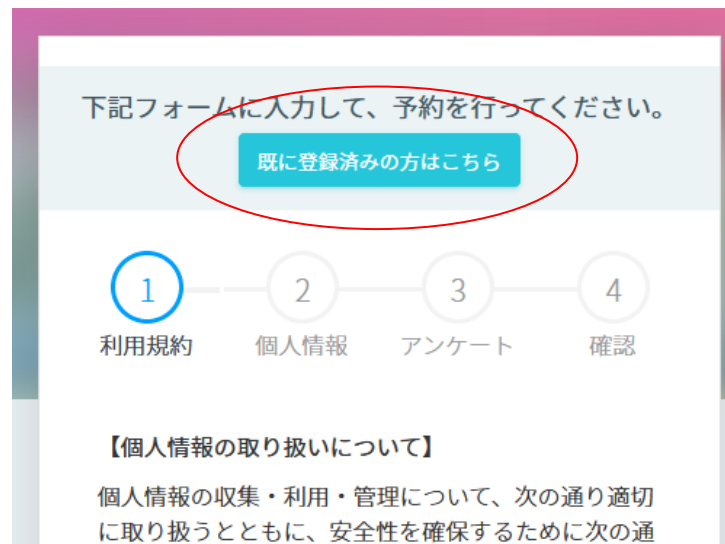 下記フォームに入力して、予約を行ってください。
既に登録済みの方はこちら
1 2 3 4
利用規約 個人情報 アンケート 確認
【個人情報の取り扱いについて】
個人情報の収集・利用・管理について、次の通り適切
に取り扱うとともに、安全性を確保するために次の通